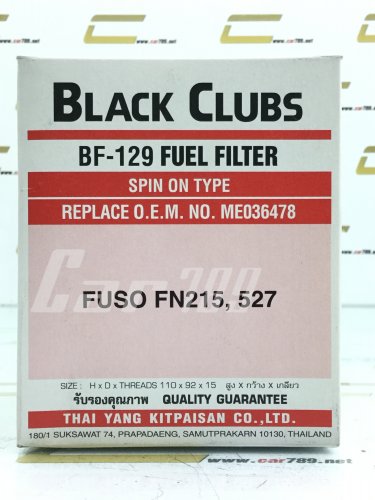 BLACK CLUBS
BF-129 FUEL FILTER
SPIN ON TYPE
REPLACE O.E.M. NO. ME036478
Car789
FUSO FN215, 527
SIZE : H x D x THREADS 110 x 92 x 15 สูง x กว้าง x เกลียว
รับรองคุณภาพ QUALITY GUARANTEE
THAI YANG KITPAISAN CO.,LTD.
180/1 SUKSAWAT 74, PRAPADAENG, SAMUTPRAKARN 10130, THAILAND
www.car789.net